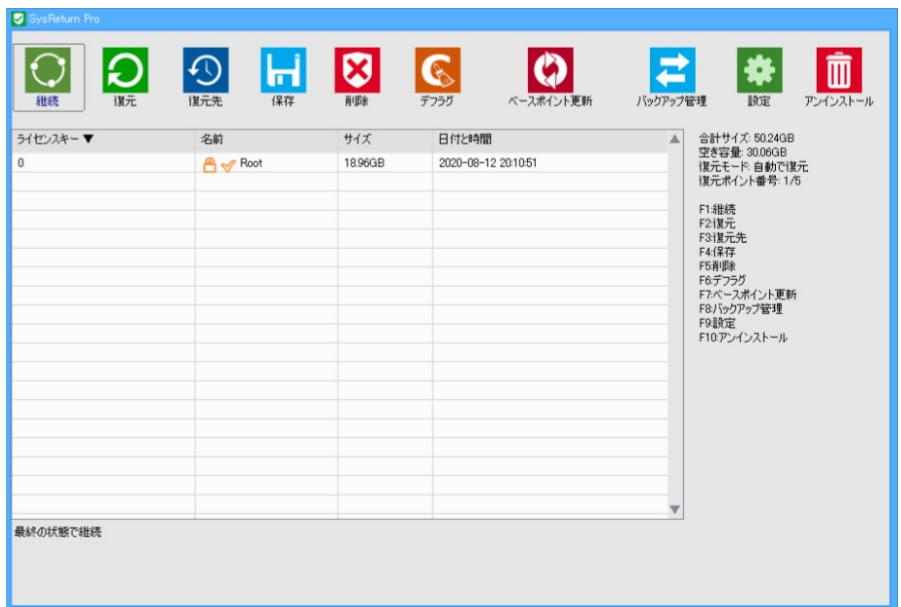 SysReturn Pro
継続 復元 復元先 保存 削除 デフラグ ベースポイント更新 バックアップ管理 設定 アンインストール
ライセンスキー▼ 名前 サイズ 日付と時間
0 Root 18.96GB 2020-08-12 20:10:51
合計サイズ: 50.24GB
空き容量: 30.06GB
復元モード: 自動で復元
復元ポイント番号: 1/5
F1:継続
F2:復元
F3:復元先
F4:保存
F5:削除
F6:デフラグ
F7:ベースポイント更新
F8:バックアップ管理
F9:設定
F10:アンインストール
最終の状態で継続